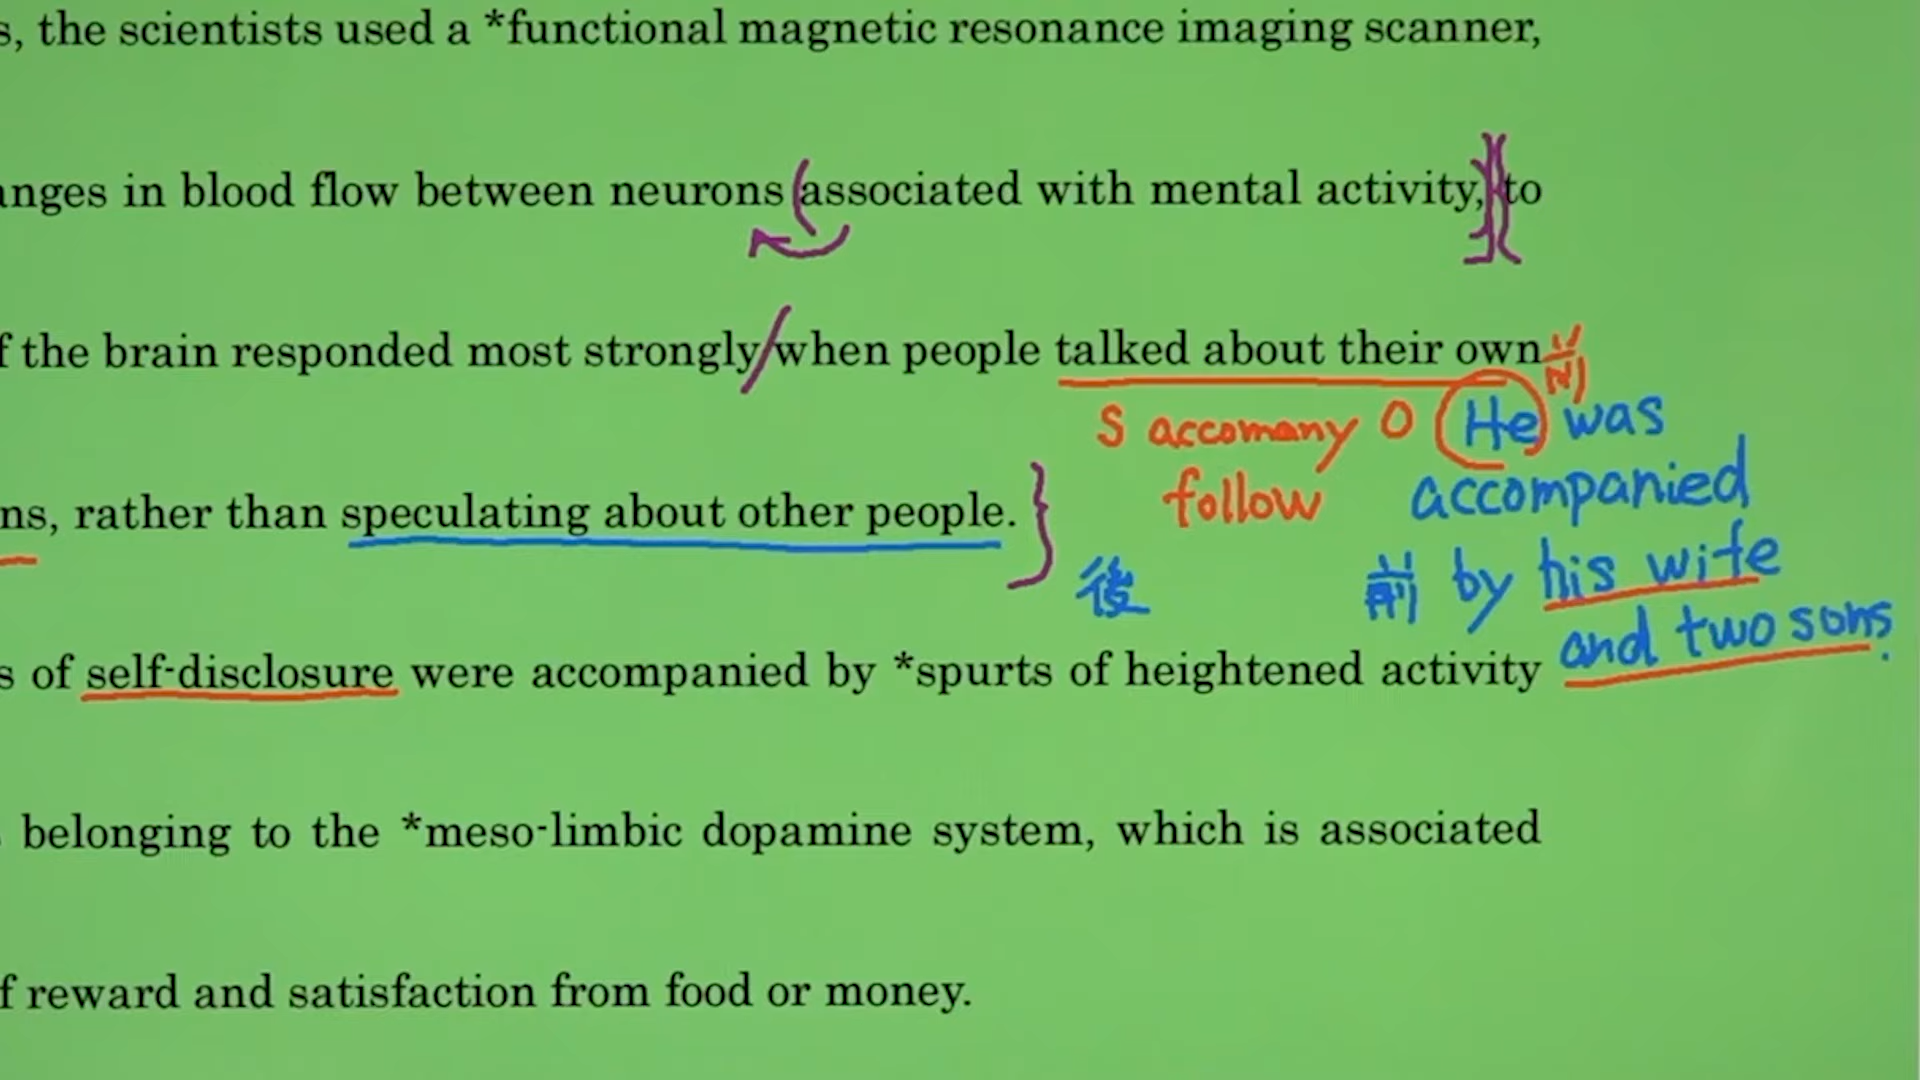 s, the scientists used a *functional magnetic resonance imaging scanner,
anges in blood flow between neurons (associated with mental activity,) to
f the brain responded most strongly/when people talked about their own
前
S accomany O He was
follow accompanied
ns, rather than speculating about other people.
後 前 by his wife
and two sons.
s of self-disclosure were accompanied by *spurts of heightened activity
belonging to the *meso-limbic dopamine system, which is associated
f reward and satisfaction from food or money.